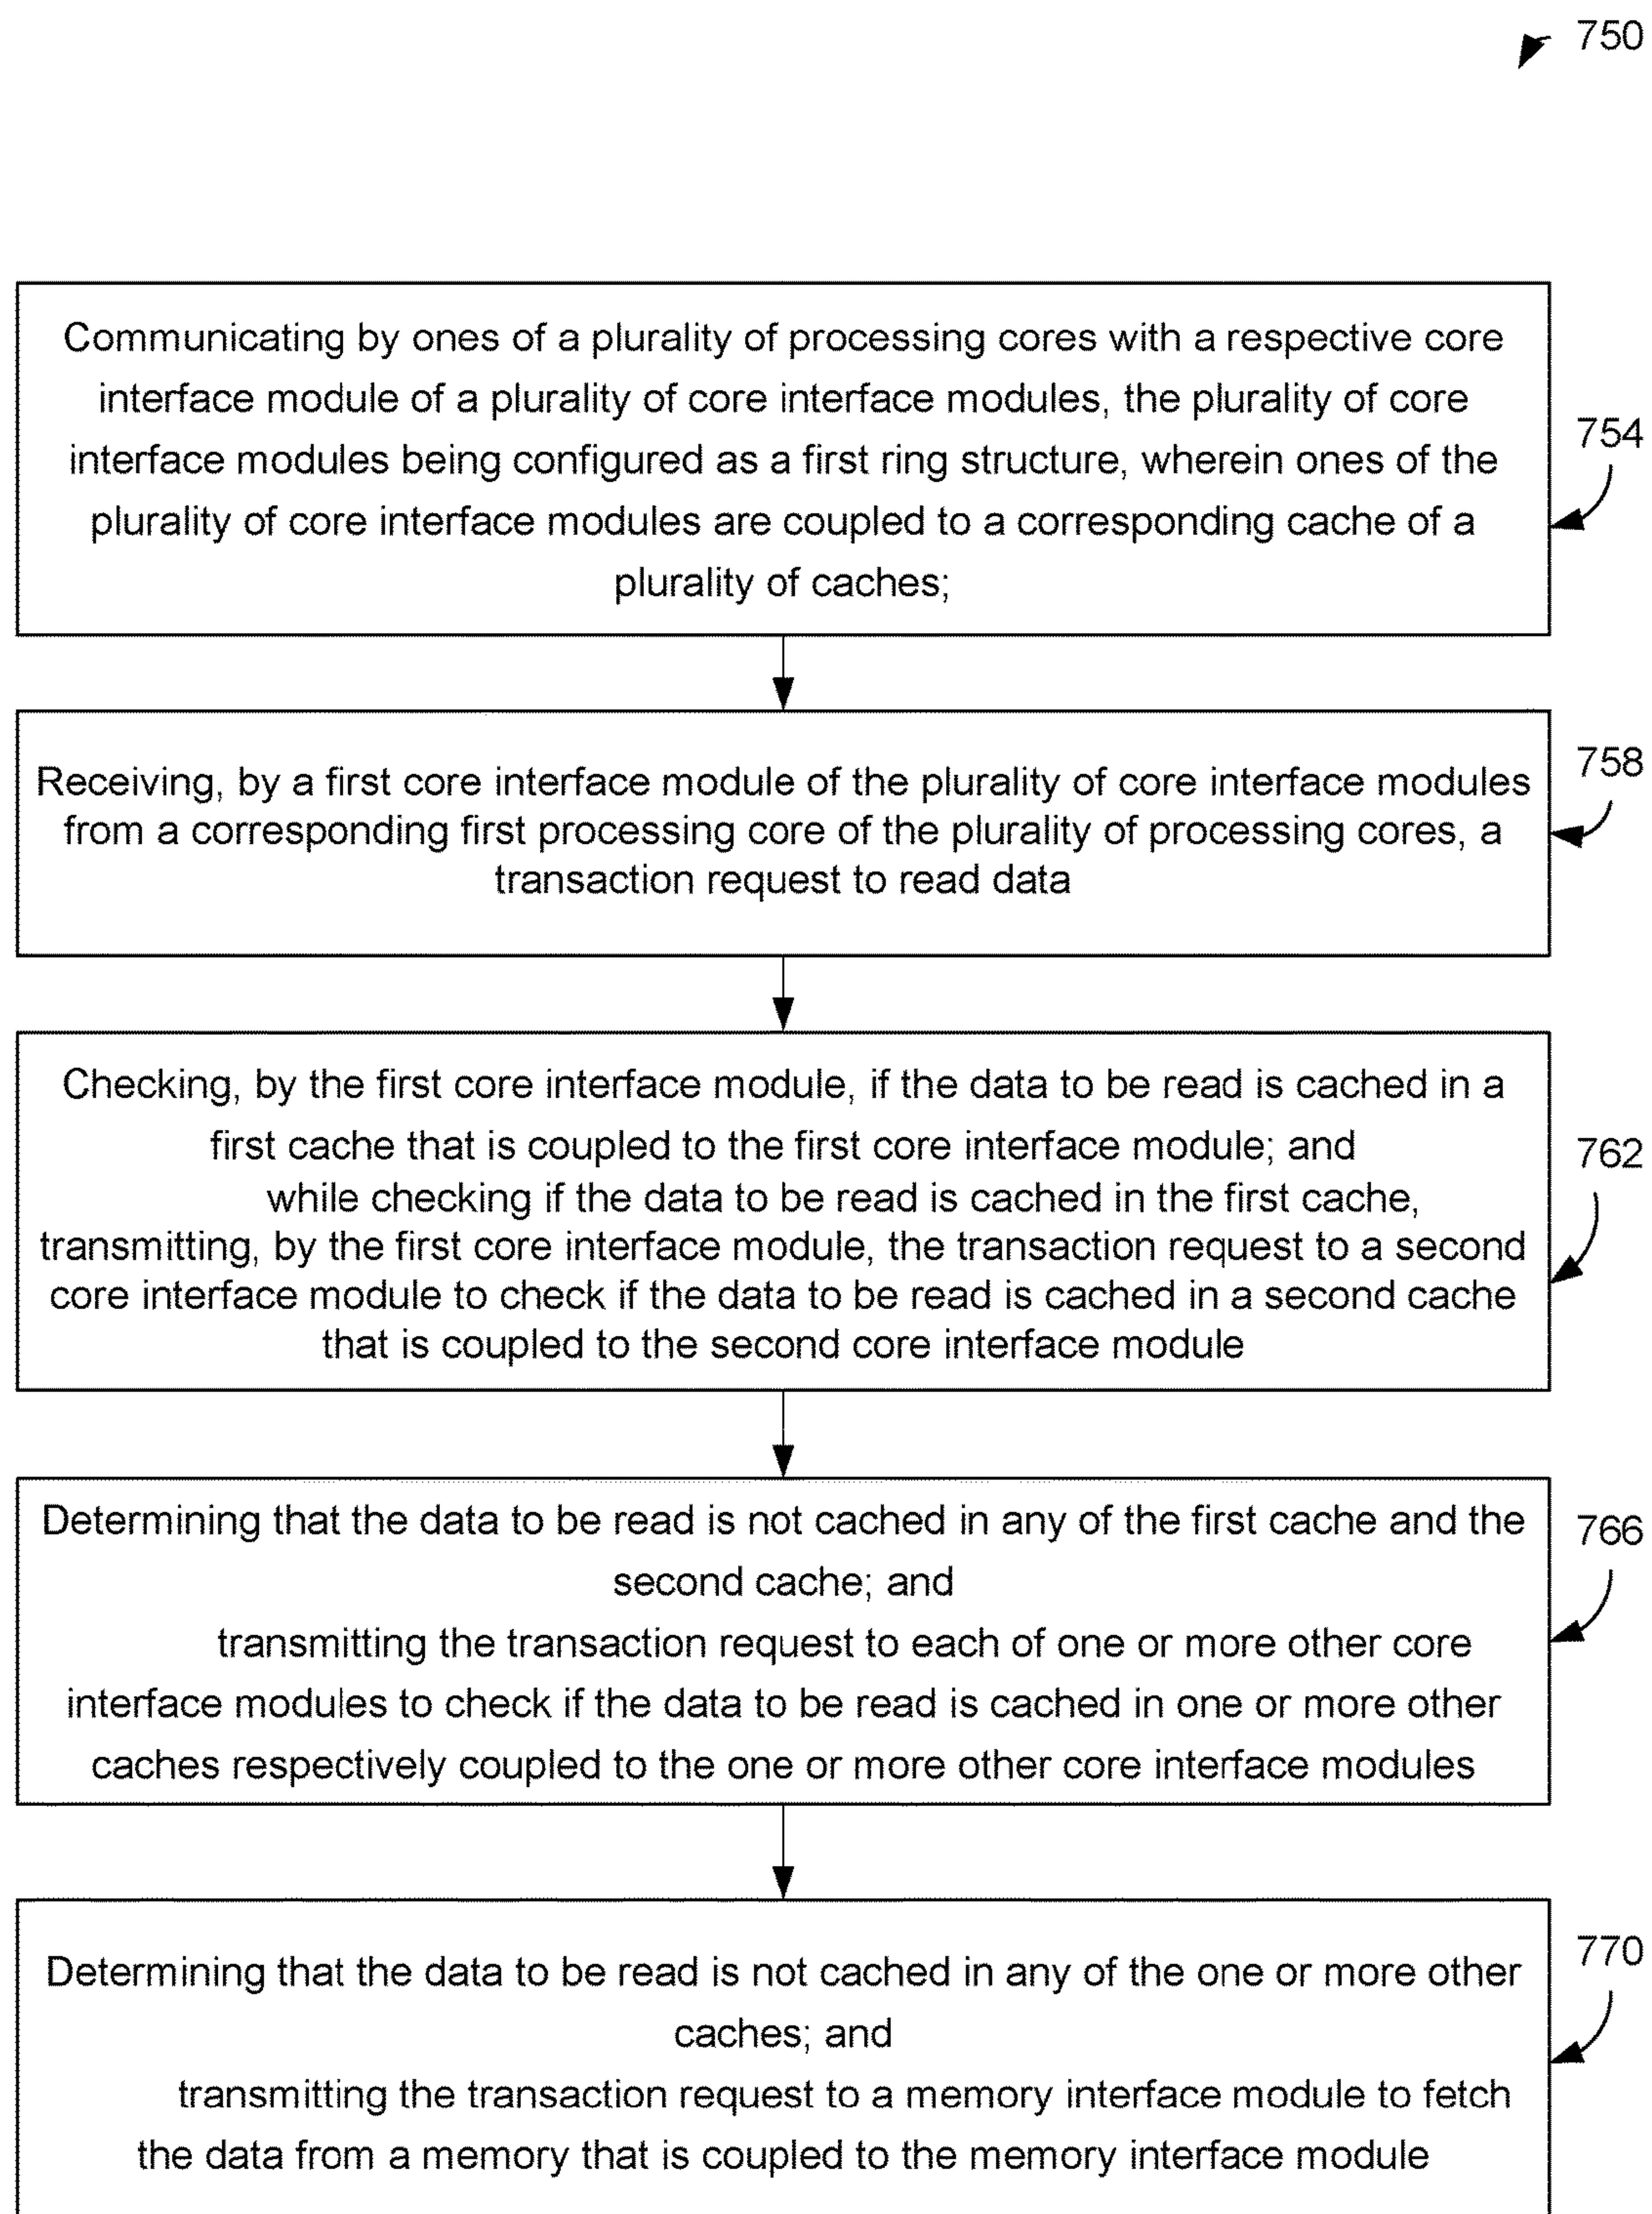 750
Communicating by ones of a plurality of processing cores with a respective core
interface module of a plurality of core interface modules, the plurality of core
interface modules being configured as a first ring structure, wherein ones of the
plurality of core interface modules are coupled to a corresponding cache of a
plurality of caches;
754
Receiving, by a first core interface module of the plurality of core interface modules
from a corresponding first processing core of the plurality of processing cores, a
transaction request to read data
758
Checking, by the first core interface module, if the data to be read is cached in a
first cache that is coupled to the first core interface module; and
while checking if the data to be read is cached in the first cache,
transmitting, by the first core interface module, the transaction request to a second
core interface module to check if the data to be read is cached in a second cache
that is coupled to the second core interface module
762
Determining that the data to be read is not cached in any of the first cache and the
second cache; and
transmitting the transaction request to each of one or more other core
interface modules to check if the data to be read is cached in one or more other
caches respectively coupled to the one or more other core interface modules
766
Determining that the data to be read is not cached in any of the one or more other
caches; and
transmitting the transaction request to a memory interface module to fetch
the data from a memory that is coupled to the memory interface module
770